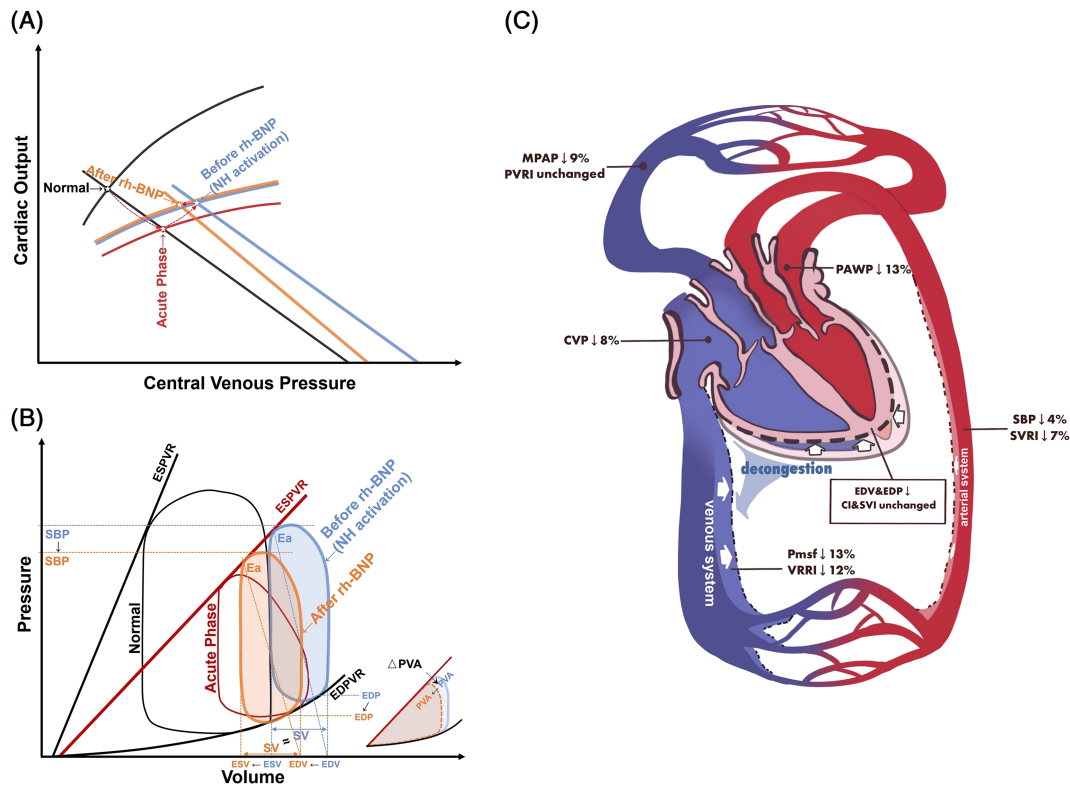 (A)
Cardiac Output
Normal
After rh-BNP
Before rh-BNP
(NH activation)
Acute Phase
Central Venous Pressure
(B)
Pressure
SBP
↓
SBP
ESPVR
ESPVR
Ea
Ea
Before rh-BNP
(NH activation)
After rh-BNP
Normal
Acute Phase
EDPVR
EDP
↓
EDP
SV
≈
SV
ESV ← ESV
EDV ← EDV
Volume
△PVA
PVA ← PVA
(C)
MPAP↓9%
PVRI unchanged
PAWP↓13%
CVP↓8%
SBP↓4%
SVRI↓7%
decongestion
EDV&EDP↓
CI&SVI unchanged
arterial system
venous system
Pmsf↓13%
VRRI↓12%